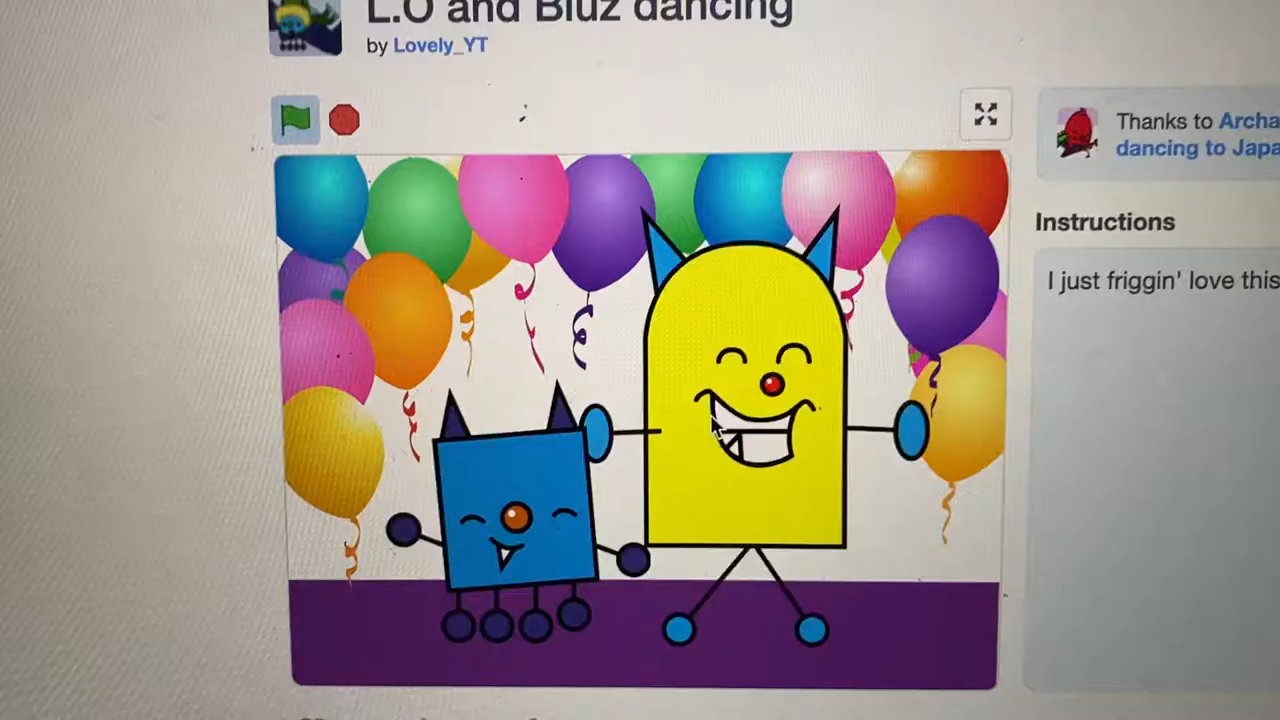 L.O and Bluz dancing
by Lovely_YT
Thanks to Archa
dancing to Japa
Instructions
I just friggin' love this